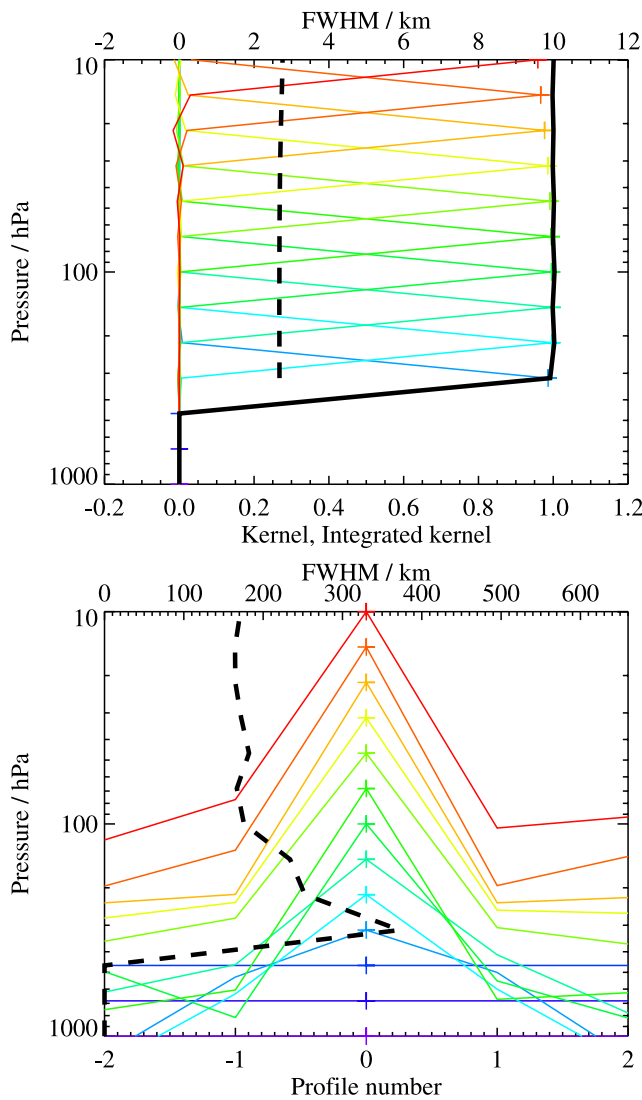 FWHM / km
-2 0 2 4 6 8 10 12
10
100
1000
Pressure / hPa
-0.2 0.0 0.2 0.4 0.6 0.8 1.0 1.2
Kernel, Integrated kernel
FWHM / km
0 100 200 300 400 500 600
10
100
1000
Pressure / hPa
-2 -1 0 1 2
Profile number